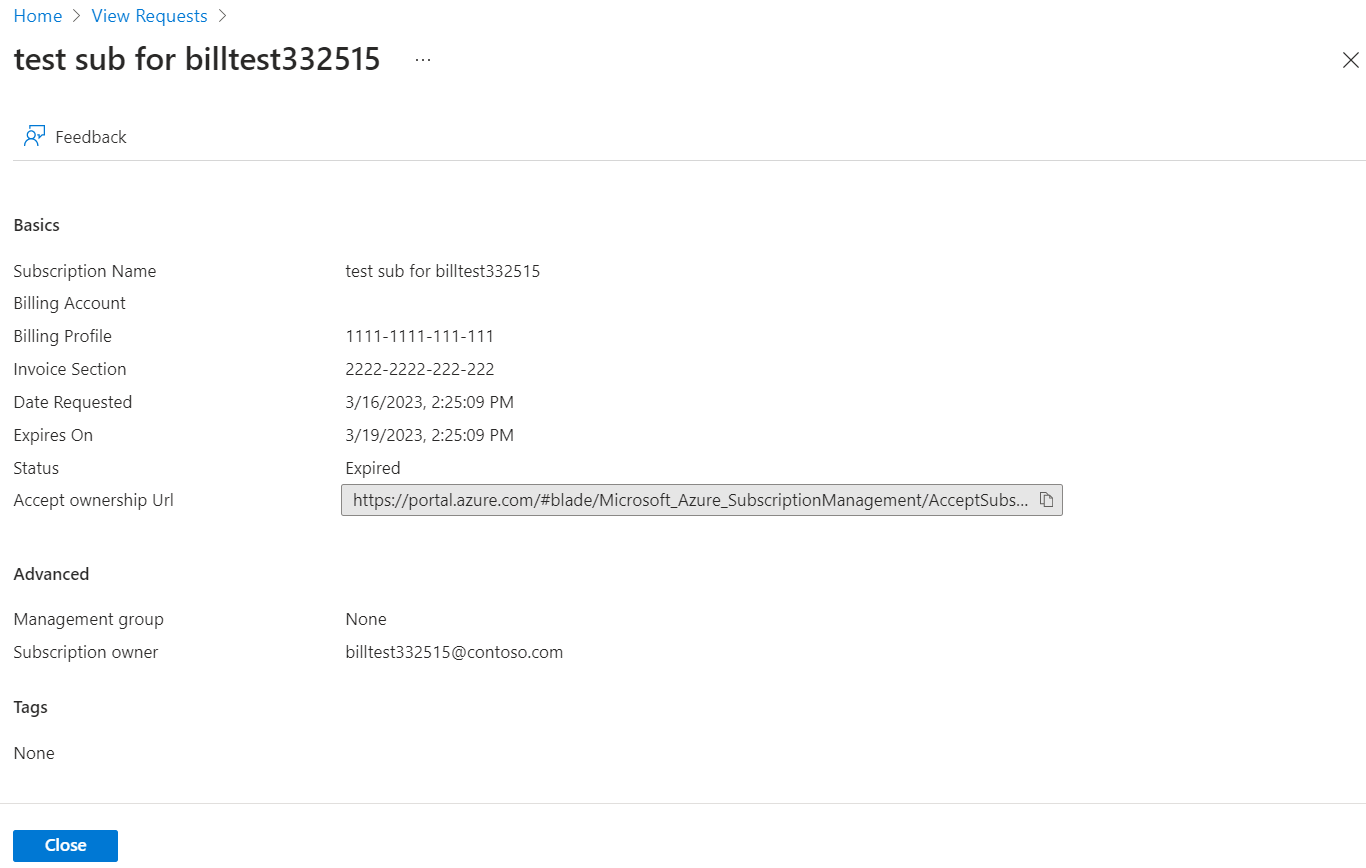 Home > View Requests >
test sub for billtest332515 ...
Feedback
Basics
Subscription Name test sub for billtest332515
Billing Account
Billing Profile 1111-1111-111-111
Invoice Section 2222-2222-222-222
Date Requested 3/16/2023, 2:25:09 PM
Expires On 3/19/2023, 2:25:09 PM
Status Expired
Accept ownership Url https://portal.azure.com/#blade/Microsoft_Azure_SubscriptionManagement/AcceptSubs...
Advanced
Management group None
Subscription owner billtest332515@contoso.com
Tags
None
Close